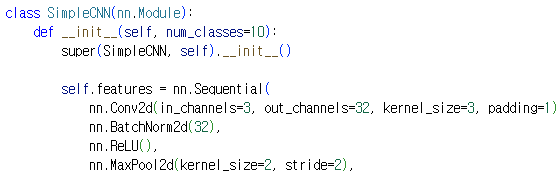 class SimpleCNN(nn.Module):
    def __init__(self, num_classes=10):
        super(SimpleCNN, self).__init__()

        self.features = nn.Sequential(
            nn.Conv2d(in_channels=3, out_channels=32, kernel_size=3, padding=1)
            nn.BatchNorm2d(32),
            nn.ReLU(),
            nn.MaxPool2d(kernel_size=2, stride=2),